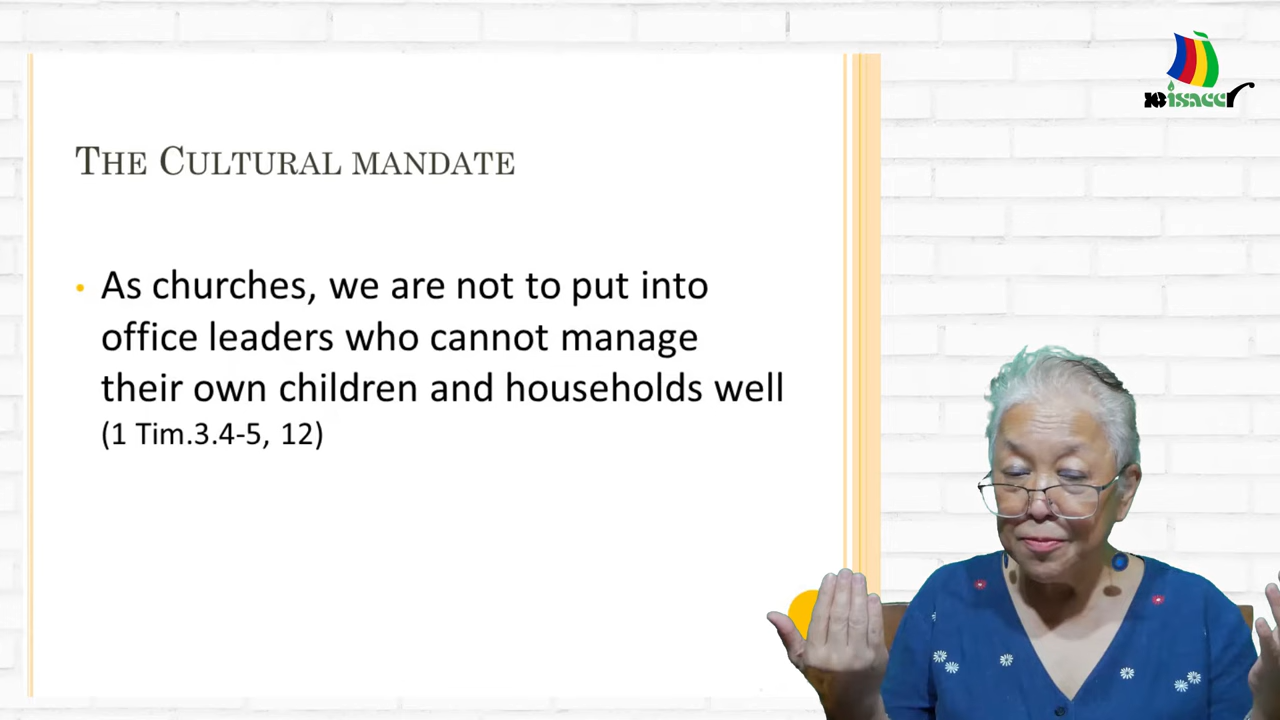 THE CULTURAL MANDATE
• As churches, we are not to put into
office leaders who cannot manage
their own children and households well
(1 Tim.3.4-5, 12)
isaccr